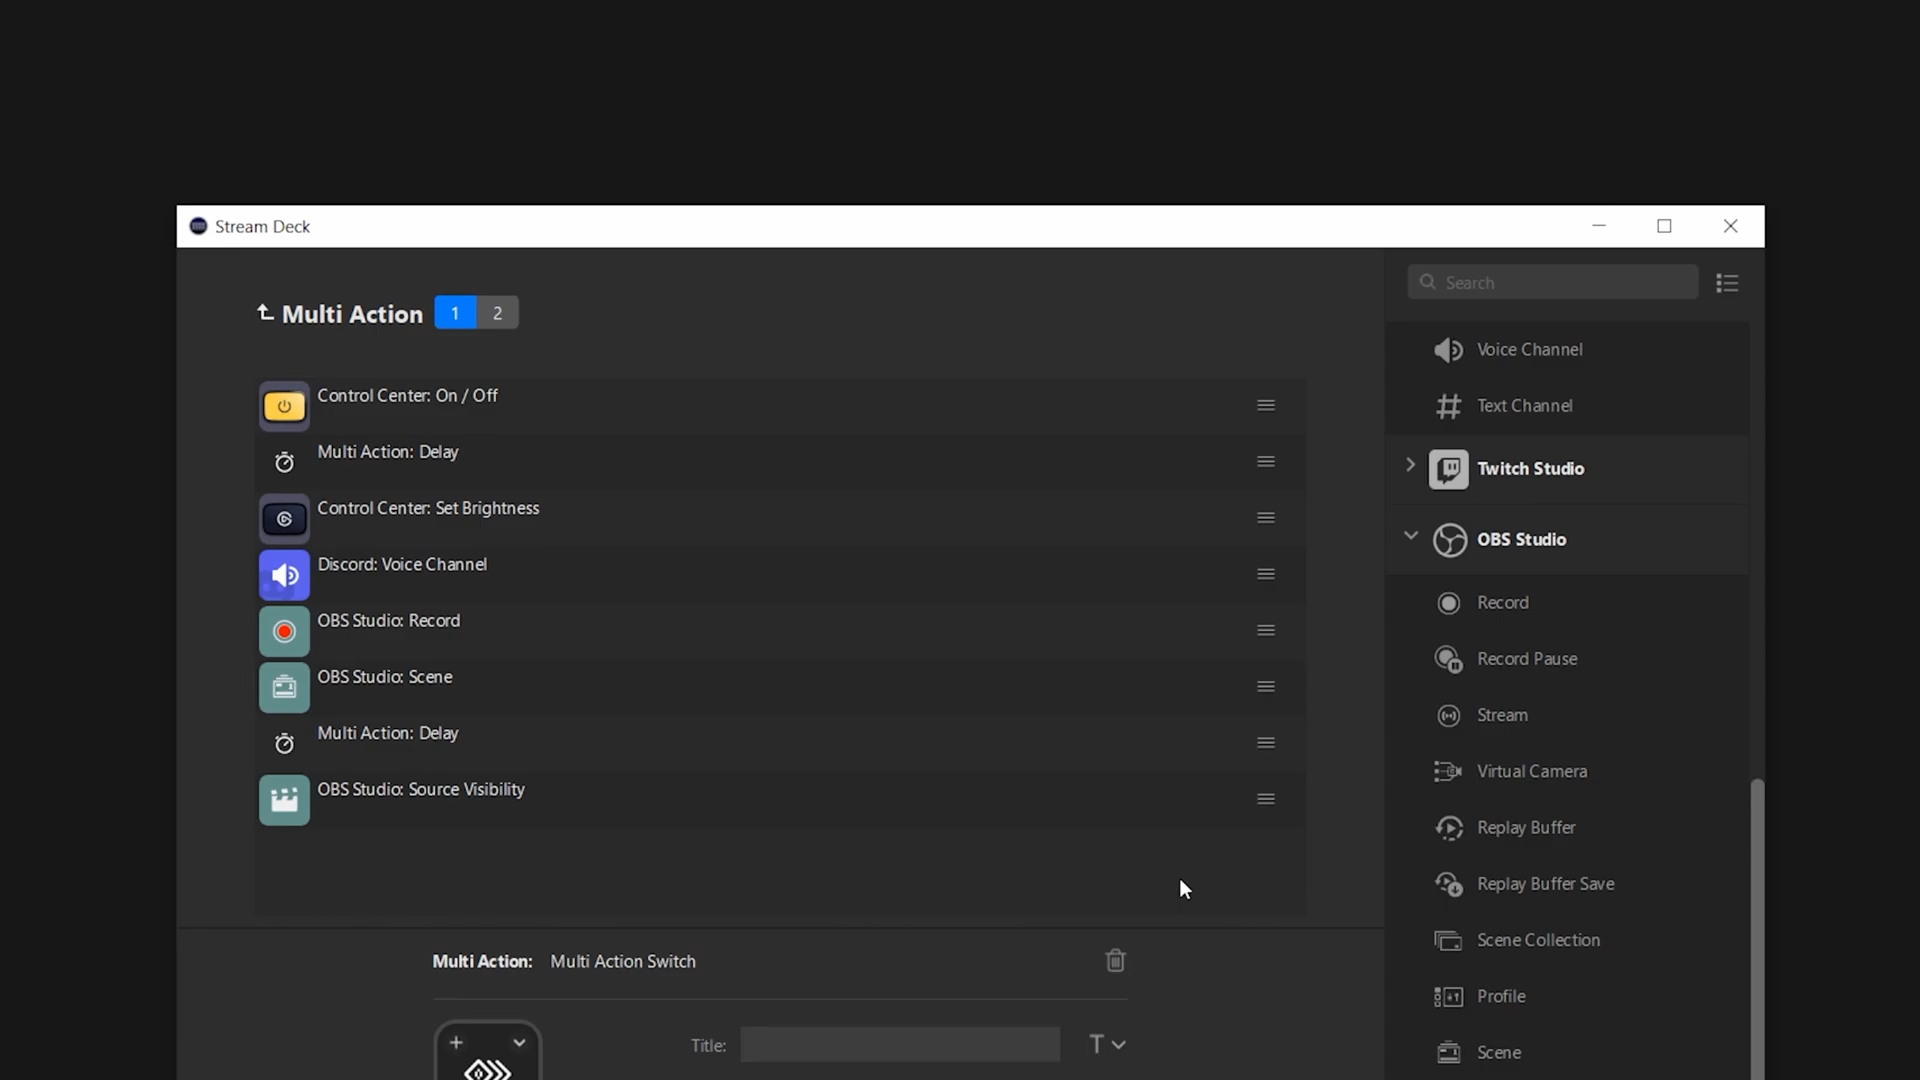 Stream Deck
Multi Action 1 2
Control Center: On / Off
Multi Action: Delay
Control Center: Set Brightness
Discord: Voice Channel
OBS Studio: Record
OBS Studio: Scene
Multi Action: Delay
OBS Studio: Source Visibility
Multi Action: Multi Action Switch
Title:
T
Search
Voice Channel
Text Channel
Twitch Studio
OBS Studio
Record
Record Pause
Stream
Virtual Camera
Replay Buffer
Replay Buffer Save
Scene Collection
Profile
Scene